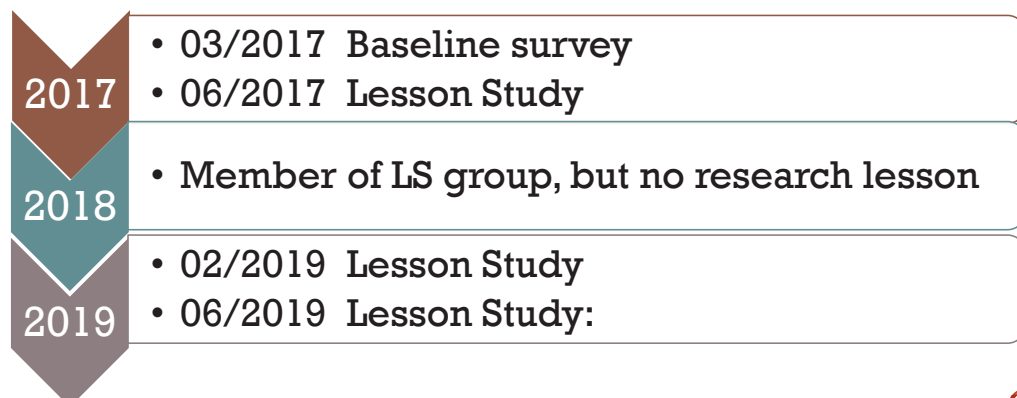 2017
• 03/2017 Baseline survey
• 06/2017 Lesson Study
2018
• Member of LS group, but no research lesson
2019
• 02/2019 Lesson Study
• 06/2019 Lesson Study: